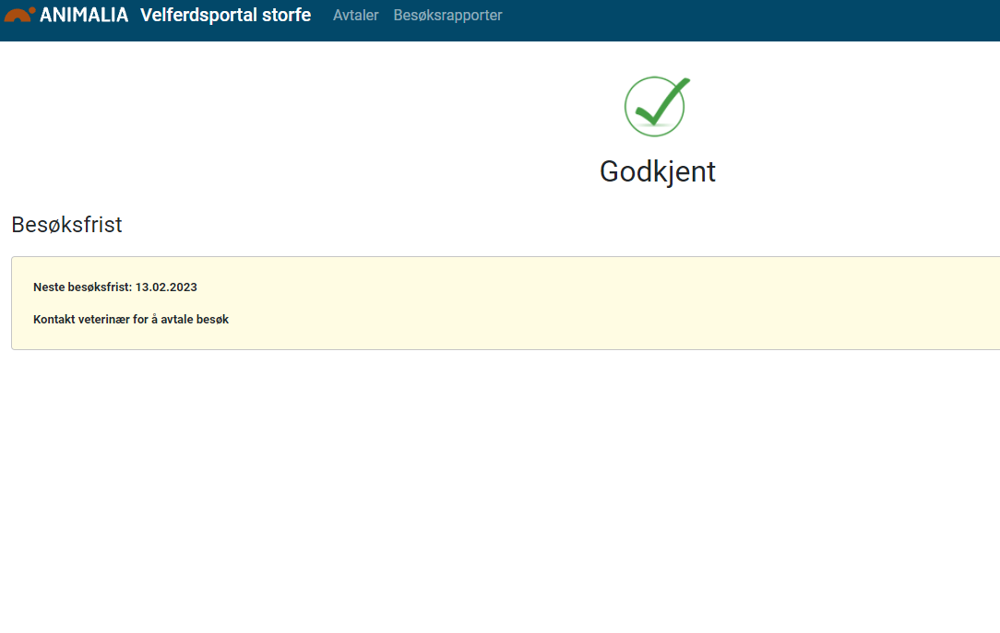 ANIMALIA Velferdsportal storfe Avtaler Besøksrapporter
Godkjent
Besøksfrist
Neste besøksfrist: 13.02.2023
Kontakt veterinær for å avtale besøk